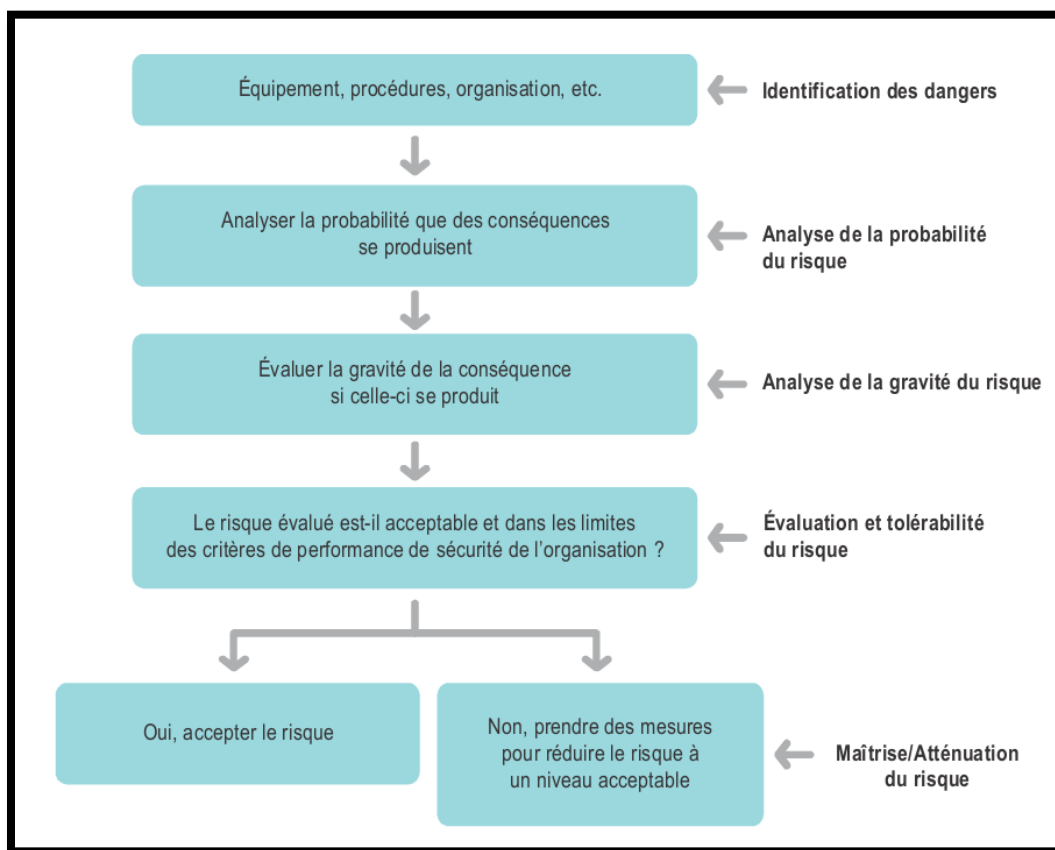 Équipement, procédures, organisation, etc.
Identification des dangers
Analyser la probabilité que des conséquences
se produisent
Analyse de la probabilité
du risque
Évaluer la gravité de la conséquence
si celle-ci se produit
Analyse de la gravité du risque
Le risque évalué est-il acceptable et dans les limites
des critères de performance de sécurité de l'organisation ?
Évaluation et tolérabilité
du risque
Oui, accepter le risque
Non, prendre des mesures
pour réduire le risque à
un niveau acceptable
Maîtrise/Atténuation
du risque